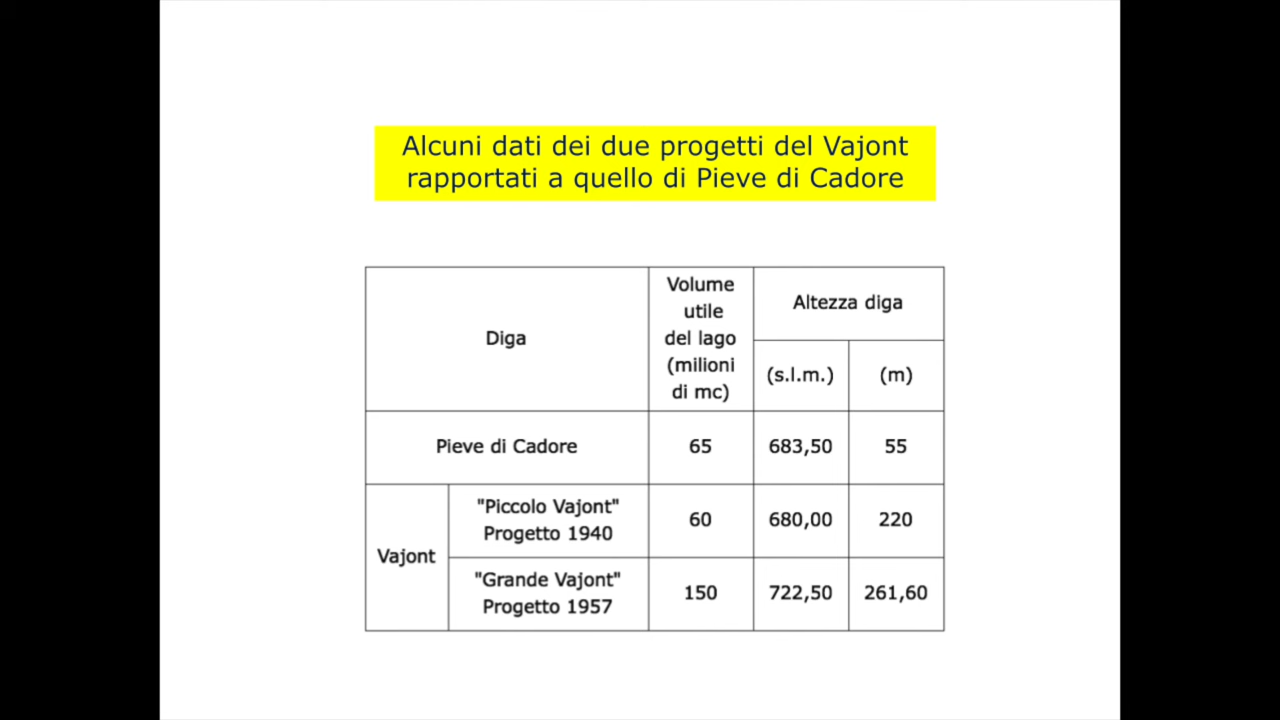 Alcuni dati dei due progetti del Vajont
rapportati a quello di Pieve di Cadore
Diga
Volume
utile
del lago
(milioni
di mc)
Altezza diga
(s.l.m.)
(m)
Pieve di Cadore
65
683,50
55
Vajont
"Piccolo Vajont"
Progetto 1940
60
680,00
220
"Grande Vajont"
Progetto 1957
150
722,50
261,60